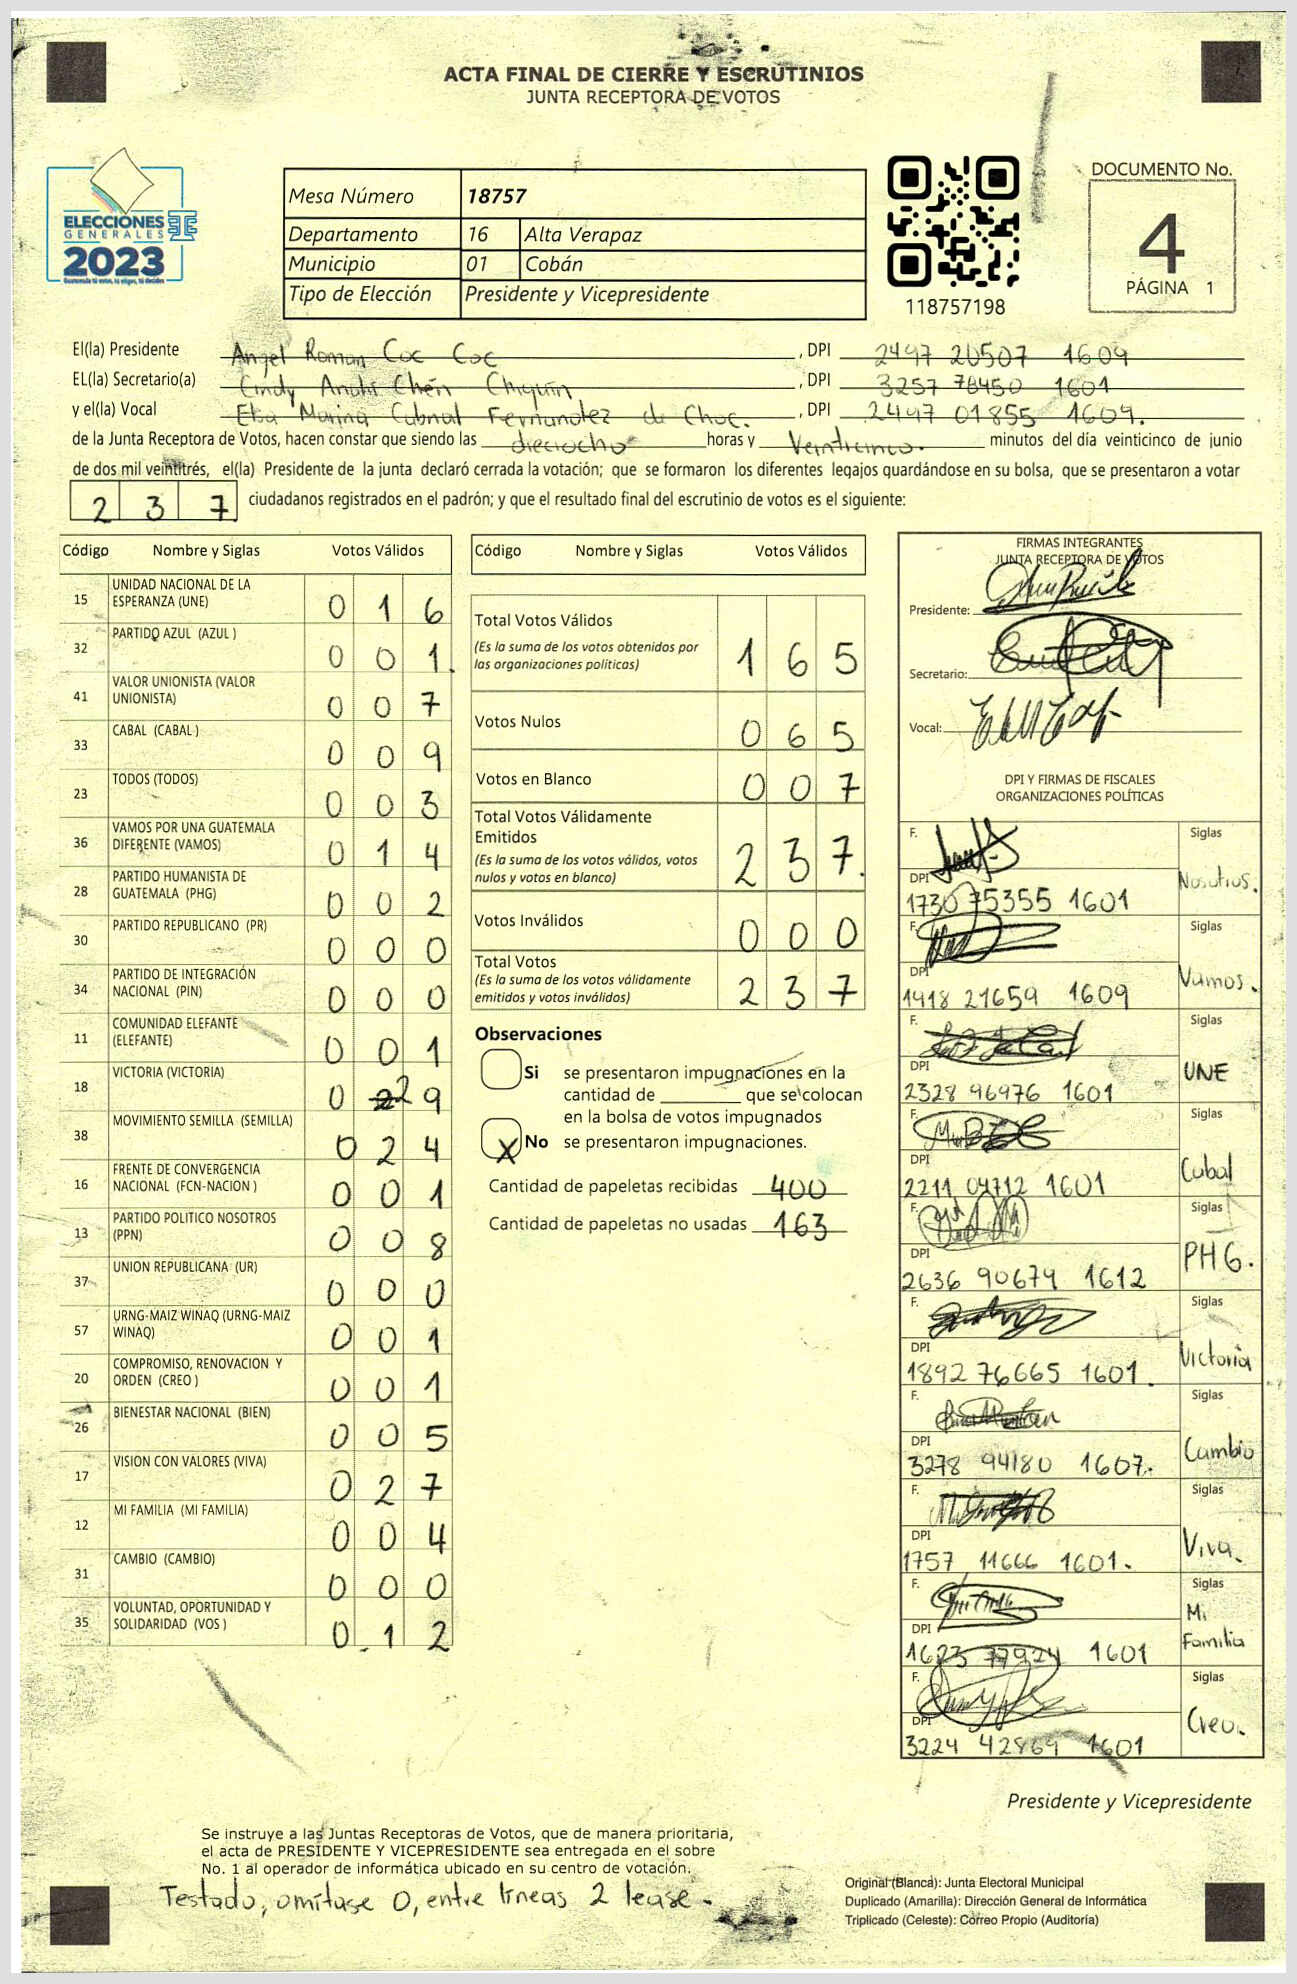 ACTA FINAL DE CIERRE Y ESCRUTINIOS
JUNTA RECEPTORA DE VOTOS
ELECCIONES
GENERALES
2023
Mesa Número 18757
Departamento 16 Alta Verapaz
Municipio 01 Cobán
Tipo de Elección Presidente y Vicepresidente
118757198
DOCUMENTO No.
4
PÁGINA 1
El(la) Presidente Angel Roman Coc Coc , DPI 2497 20507 1609
EL(la) Secretario(a) Cindy Anahi Chén Chiquín , DPI 3257 78450 1601
y el(la) Vocal Elsa Marina Cabnal Fernandez de Choc. , DPI 2497 01855 1609.
de la Junta Receptora de Votos, hacen constar que siendo las dieciocho horas y Veinticinco. minutos del día veinticinco de junio
de dos mil veintitrés, el(la) Presidente de la junta declaró cerrada la votación; que se formaron los diferentes legajos guardándose en su bolsa, que se presentaron a votar
2 3 7 ciudadanos registrados en el padrón; y que el resultado final del escrutinio de votos es el siguiente:
Código Nombre y Siglas Votos Válidos
15 UNIDAD NACIONAL DE LA ESPERANZA (UNE) 0 1 6
32 PARTIDO AZUL (AZUL ) 0 0 1.
41 VALOR UNIONISTA (VALOR UNIONISTA) 0 0 7
33 CABAL (CABAL ) 0 0 9
23 TODOS (TODOS) 0 0 3
36 VAMOS POR UNA GUATEMALA DIFERENTE (VAMOS) 0 1 4
28 PARTIDO HUMANISTA DE GUATEMALA (PHG) 0 0 2
30 PARTIDO REPUBLICANO (PR) 0 0 0
34 PARTIDO DE INTEGRACIÓN NACIONAL (PIN) 0 0 0
11 COMUNIDAD ELEFANTE (ELEFANTE) 0 0 1
18 VICTORIA (VICTORIA) 0 2 9
38 MOVIMIENTO SEMILLA (SEMILLA) 0 2 4
16 FRENTE DE CONVERGENCIA NACIONAL (FCN-NACION ) 0 0 1
13 PARTIDO POLITICO NOSOTROS (PPN) 0 0 8
37 UNION REPUBLICANA (UR) 0 0 0
57 URNG-MAIZ WINAQ (URNG-MAIZ WINAQ) 0 0 1
20 COMPROMISO, RENOVACION Y ORDEN (CREO ) 0 0 1
26 BIENESTAR NACIONAL (BIEN) 0 0 5
17 VISION CON VALORES (VIVA) 0 2 7
12 MI FAMILIA (MI FAMILIA) 0 0 4
31 CAMBIO (CAMBIO) 0 0 0
35 VOLUNTAD, OPORTUNIDAD Y SOLIDARIDAD (VOS ) 0 1 2
Código Nombre y Siglas Votos Válidos
Total Votos Válidos 1 6 5
(Es la suma de los votos obtenidos por
las organizaciones políticas)
Votos Nulos 0 6 5
Votos en Blanco 0 0 7
Total Votos Válidamente
Emitidos 2 3 7.
(Es la suma de los votos válidos, votos
nulos y votos en blanco)
Votos Inválidos 0 0 0
Total Votos 2 3 7
(Es la suma de los votos válidamente
emitidos y votos inválidos)
Observaciones
Si se presentaron impugnaciones en la
cantidad de ________ que se colocan
en la bolsa de votos impugnados
X No se presentaron impugnaciones.
Cantidad de papeletas recibidas 400
Cantidad de papeletas no usadas 163
FIRMAS INTEGRANTES
JUNTA RECEPTORA DE VOTOS
Presidente:
Secretario:
Vocal:
DPI Y FIRMAS DE FISCALES
ORGANIZACIONES POLÍTICAS
F. Siglas
DPI Nosotros.
1730 75355 1601
F. Siglas
DPI Vamos.
1418 21659 1609
F. Siglas
DPI UNE
2328 96976 1601
F. Siglas
DPI Cabal
2211 04712 1601
F. Siglas
DPI PHG.
2636 90674 1612
F. Siglas
DPI Victoria
1892 76665 1601.
F. Siglas
DPI Cambio
3278 94180 1607.
F. Siglas
DPI Viva.
1757 11666 1601.
F. Siglas
DPI Mi Familia
1623 77924 1601
F. Siglas
DPI Creo.
3224 42869 1601
Presidente y Vicepresidente
Se instruye a las Juntas Receptoras de Votos, que de manera prioritaria,
el acta de PRESIDENTE Y VICEPRESIDENTE sea entregada en el sobre
No. 1 al operador de informática ubicado en su centro de votación.
Testado, omítase 0, entre líneas 2 lease.
Original (Blanca): Junta Electoral Municipal
Duplicado (Amarilla): Dirección General de Informática
Triplicado (Celeste): Correo Propio (Auditoría)